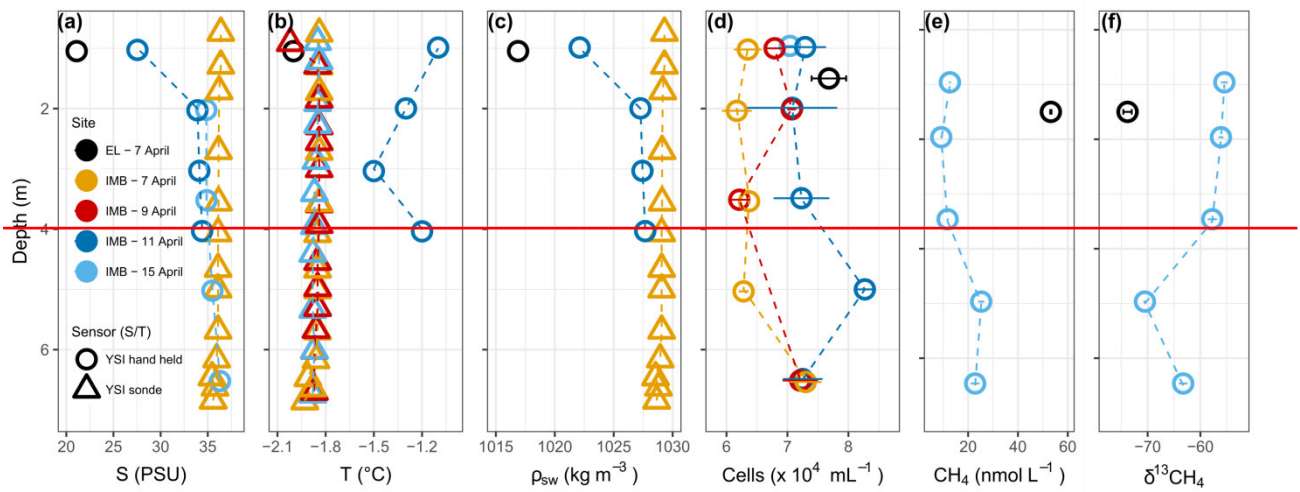 (a)
(b)
(c)
(d)
(e)
(f)
Depth (m)
2
4
6
Site
EL − 7 April
IMB − 7 April
IMB − 9 April
IMB − 11 April
IMB − 15 April
Sensor (S/T)
YSI hand held
YSI sonde
20 25 30 35
−2.1 −1.8 −1.5 −1.2
1015 1020 1025 1030
6 7 8
20 40 60
−70 −60
S (PSU)
T (°C)
ρsw (kg m⁻³)
Cells (x 10⁴ mL⁻¹)
CH₄ (nmol L⁻¹)
δ¹³CH₄